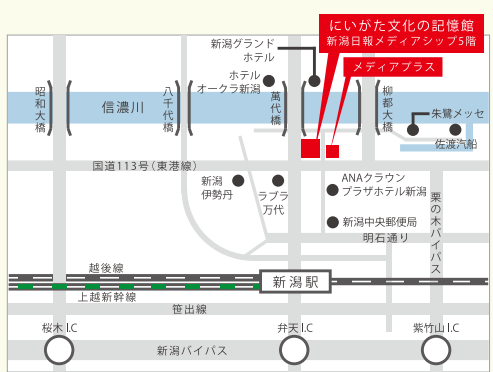 にいがた文化の記憶館
新潟日報メディアシップ5階
メディアプラス
新潟グランド
ホテル
ホテル
オークラ新潟
昭和大橋
信濃川
八千代橋
萬代橋
柳都大橋
朱鷺メッセ
佐渡汽船
国道113号(東港線)
新潟
伊勢丹
ラブラ
万代
ANAクラウン
プラザホテル新潟
新潟中央郵便局
明石通り
栗の木バイパス
越後線
新潟駅
上越新幹線
笹出線
桜木I.C
弁天I.C
紫竹山I.C
新潟バイパス